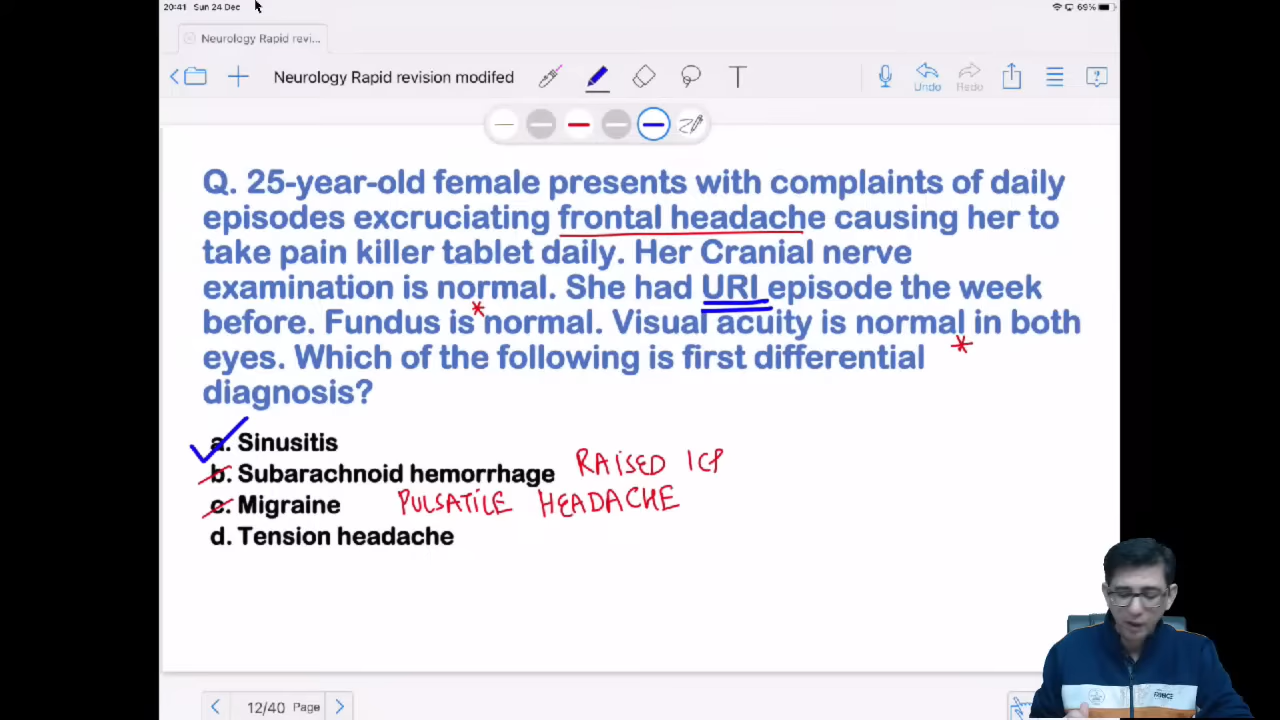 20:41 Sun 24 Dec
69%
Neurology Rapid revi...
Neurology Rapid revision modifed
T
Undo
Redo
Q. 25-year-old female presents with complaints of daily
episodes excruciating frontal headache causing her to
take pain killer tablet daily. Her Cranial nerve
examination is normal. She had URI episode the week
before. Fundus is *normal. Visual acuity is normal in both
eyes. Which of the following is first differential *
diagnosis?
a. Sinusitis
b. Subarachnoid hemorrhage RAISED ICP
c. Migraine PULSATILE HEADACHE
d. Tension headache
12/40 Page
PRINCE